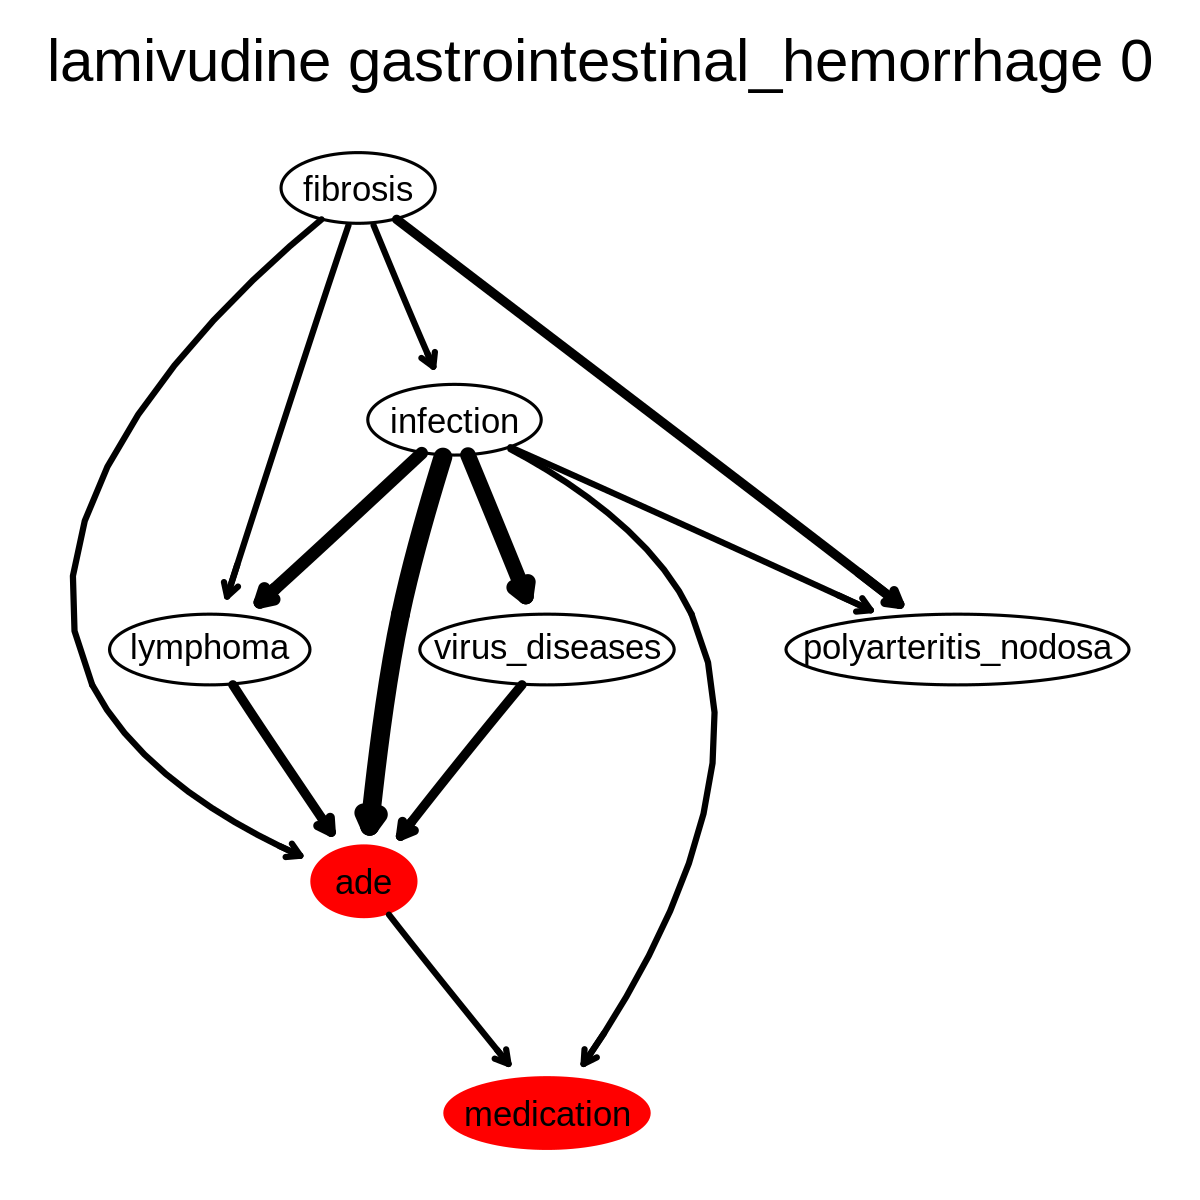 lamivudine gastrointestinal_hemorrhage 0
fibrosis
infection
lymphoma
virus_diseases
polyarteritis_nodosa
ade
medication